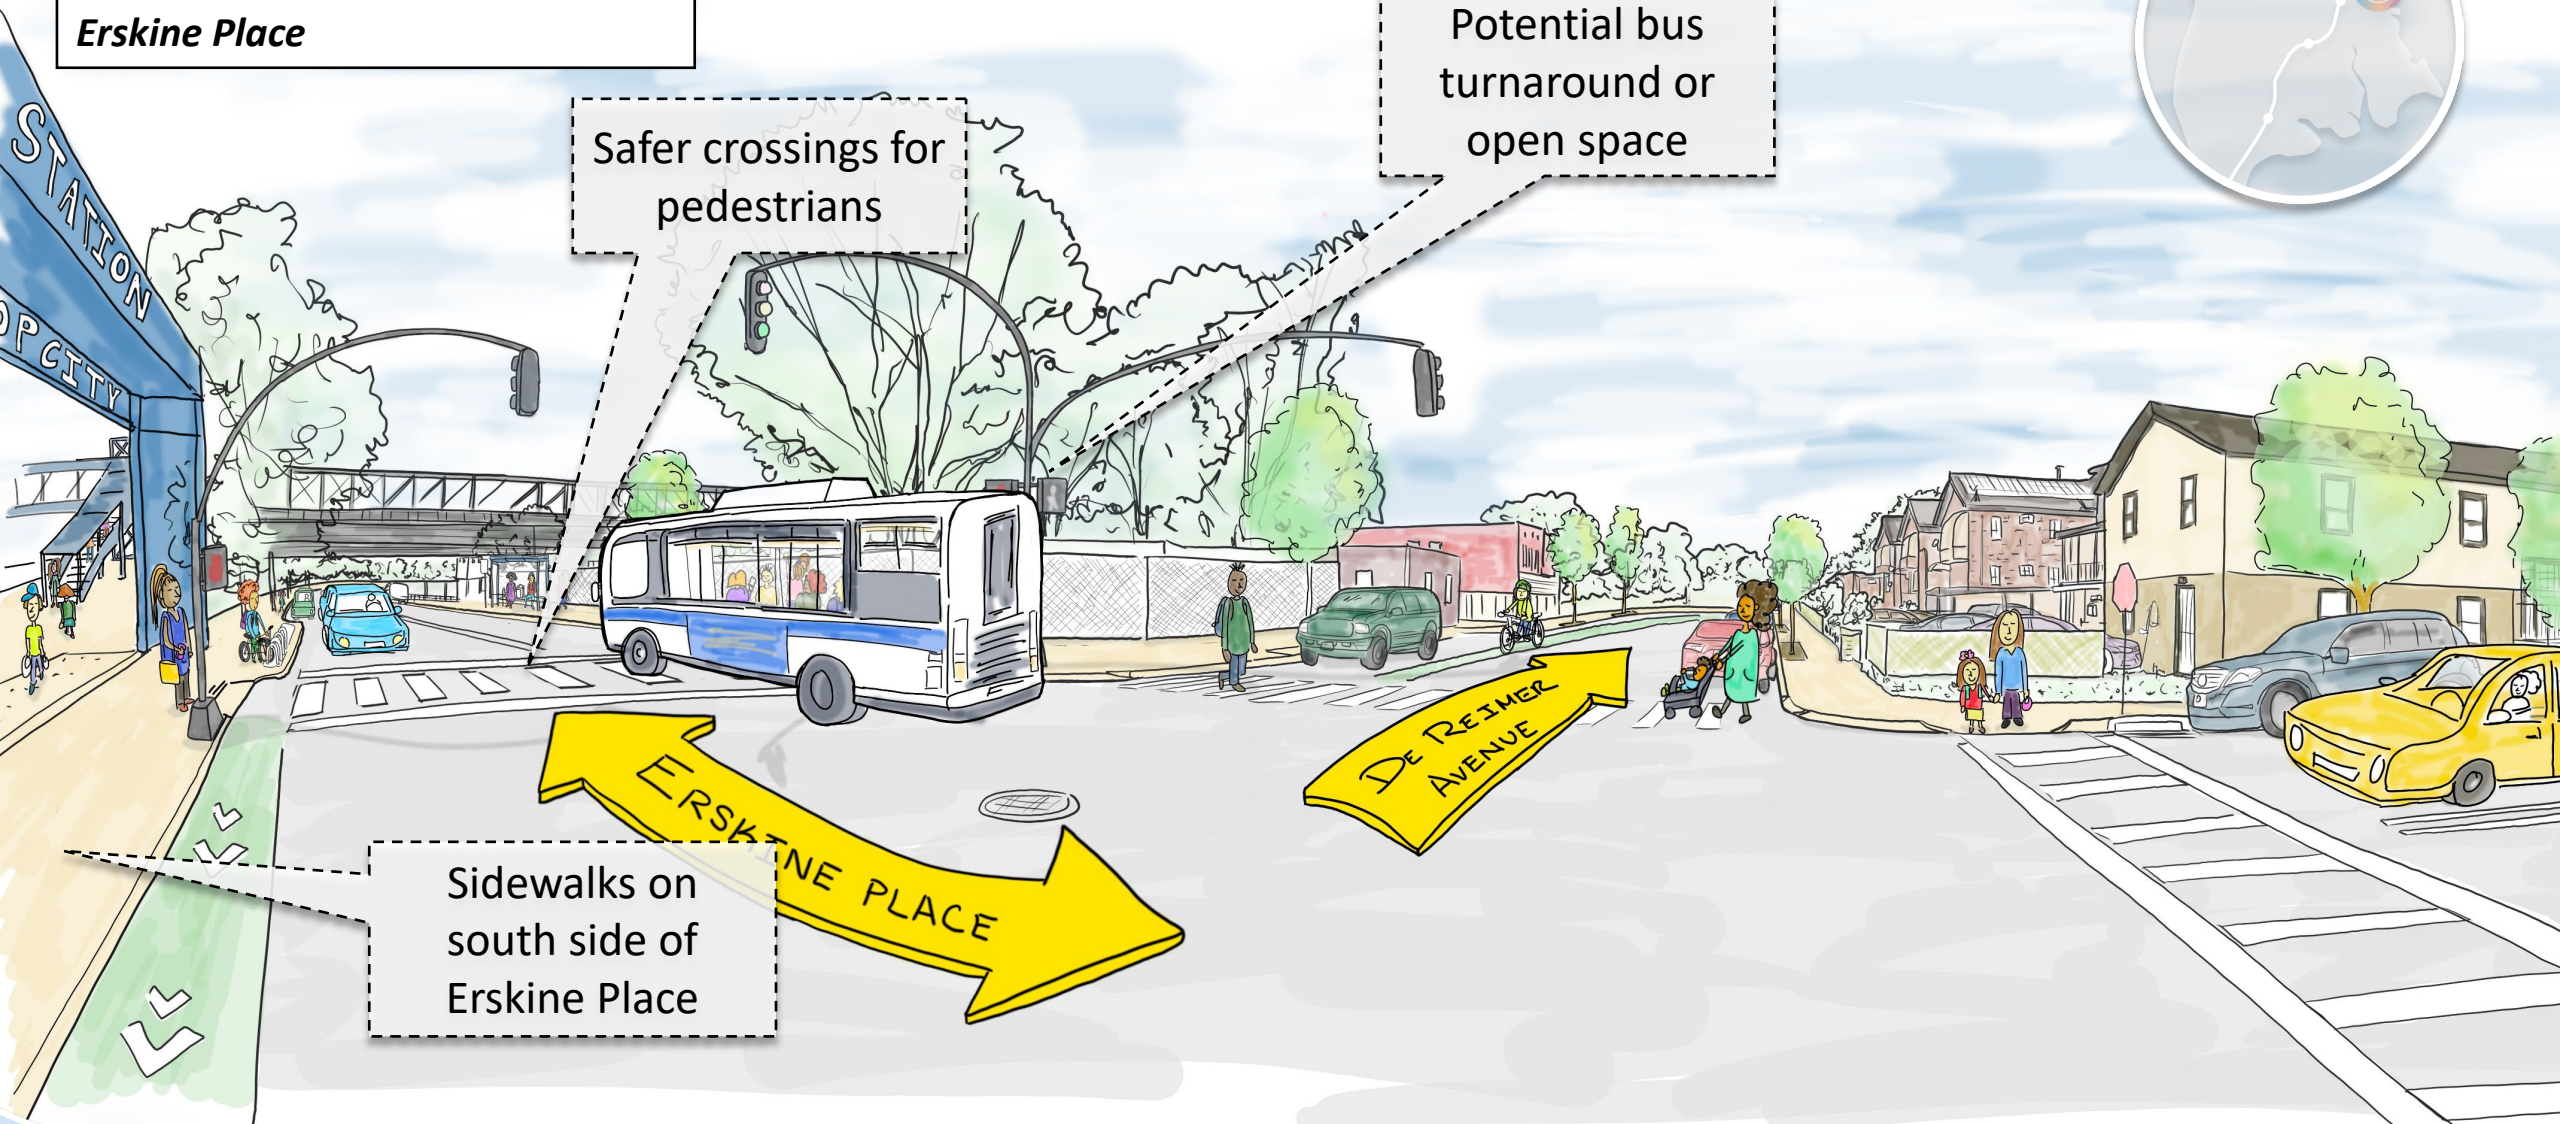 Erskine Place
Potential bus
turnaround or
open space
Safer crossings for
pedestrians
STATION
OP CITY
DE REIMER
AVENUE
ERSKINE PLACE
Sidewalks on
south side of
Erskine Place